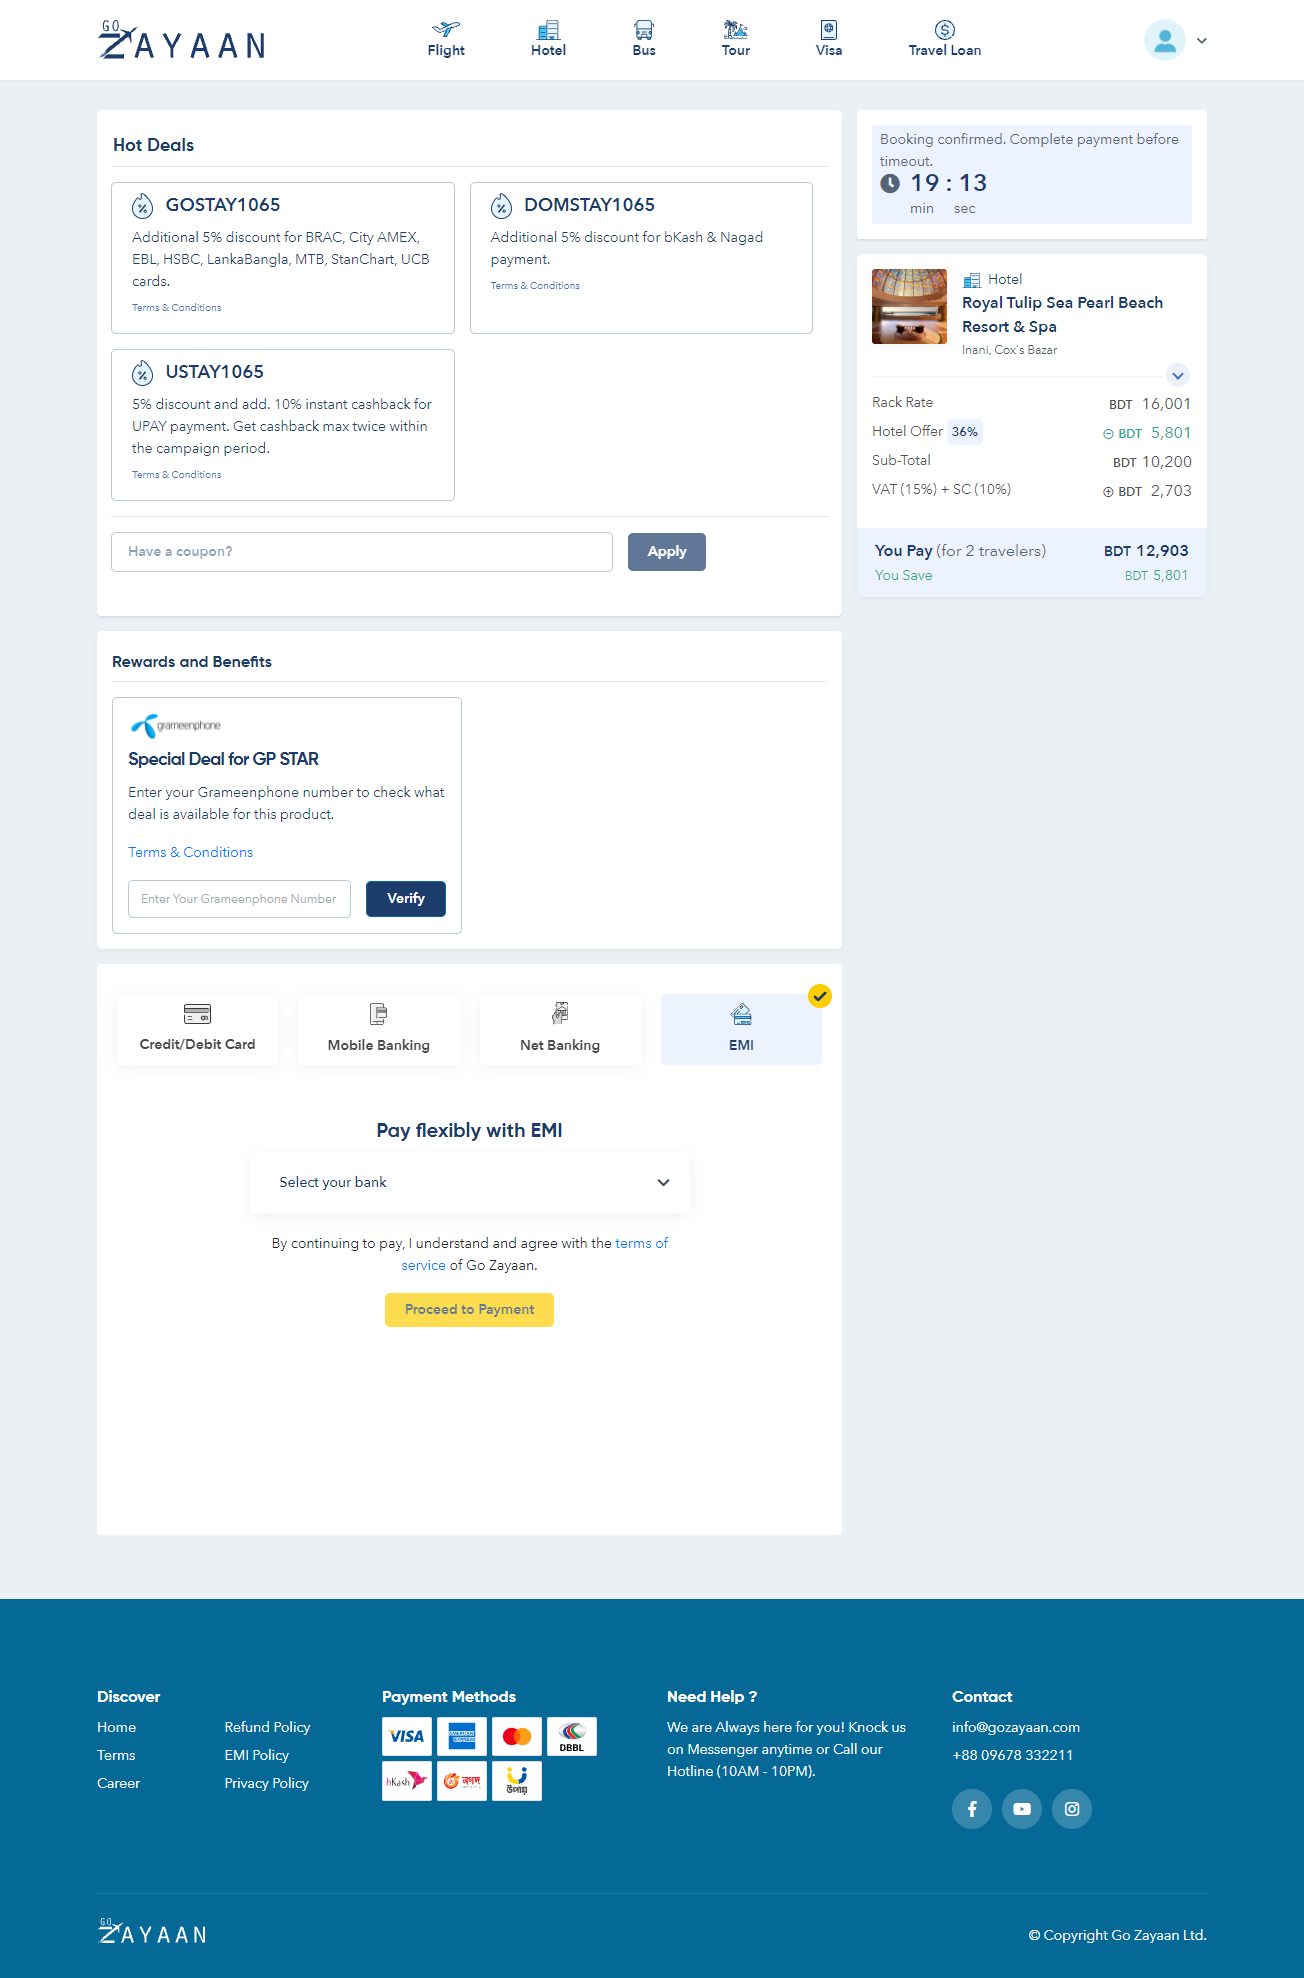 GO
ZAYAAN
Flight
Hotel
Bus
Tour
Visa
Travel Loan
Hot Deals
GOSTAY1065
Additional 5% discount for BRAC, City AMEX,
EBL, HSBC, LankaBangla, MTB, StanChart, UCB
cards.
Terms & Conditions
DOMSTAY1065
Additional 5% discount for bKash & Nagad
payment.
Terms & Conditions
USTAY1065
5% discount and add. 10% instant cashback for
UPAY payment. Get cashback max twice within
the campaign period.
Terms & Conditions
Have a coupon?
Apply
Booking confirmed. Complete payment before
timeout.
19 : 13
min sec
Hotel
Royal Tulip Sea Pearl Beach
Resort & Spa
Inani, Cox's Bazar
Rack Rate BDT 16,001
Hotel Offer 36% BDT 5,801
Sub-Total BDT 10,200
VAT (15%) + SC (10%) BDT 2,703
You Pay (for 2 travelers) BDT 12,903
You Save BDT 5,801
Rewards and Benefits
grameenphone
Special Deal for GP STAR
Enter your Grameenphone number to check what
deal is available for this product.
Terms & Conditions
Enter Your Grameenphone Number
Verify
Credit/Debit Card
Mobile Banking
Net Banking
EMI
Pay flexibly with EMI
Select your bank
By continuing to pay, I understand and agree with the terms of
service of Go Zayaan.
Proceed to Payment
Discover
Home
Terms
Career
Refund Policy
EMI Policy
Privacy Policy
Payment Methods
VISA
AMERICAN
EXPRESS
DBBL
bKash
নগদ
উপায়
Need Help ?
We are Always here for you! Knock us
on Messenger anytime or Call our
Hotline (10AM - 10PM).
Contact
info@gozayaan.com
+88 09678 332211
GO
ZAYAAN
© Copyright Go Zayaan Ltd.